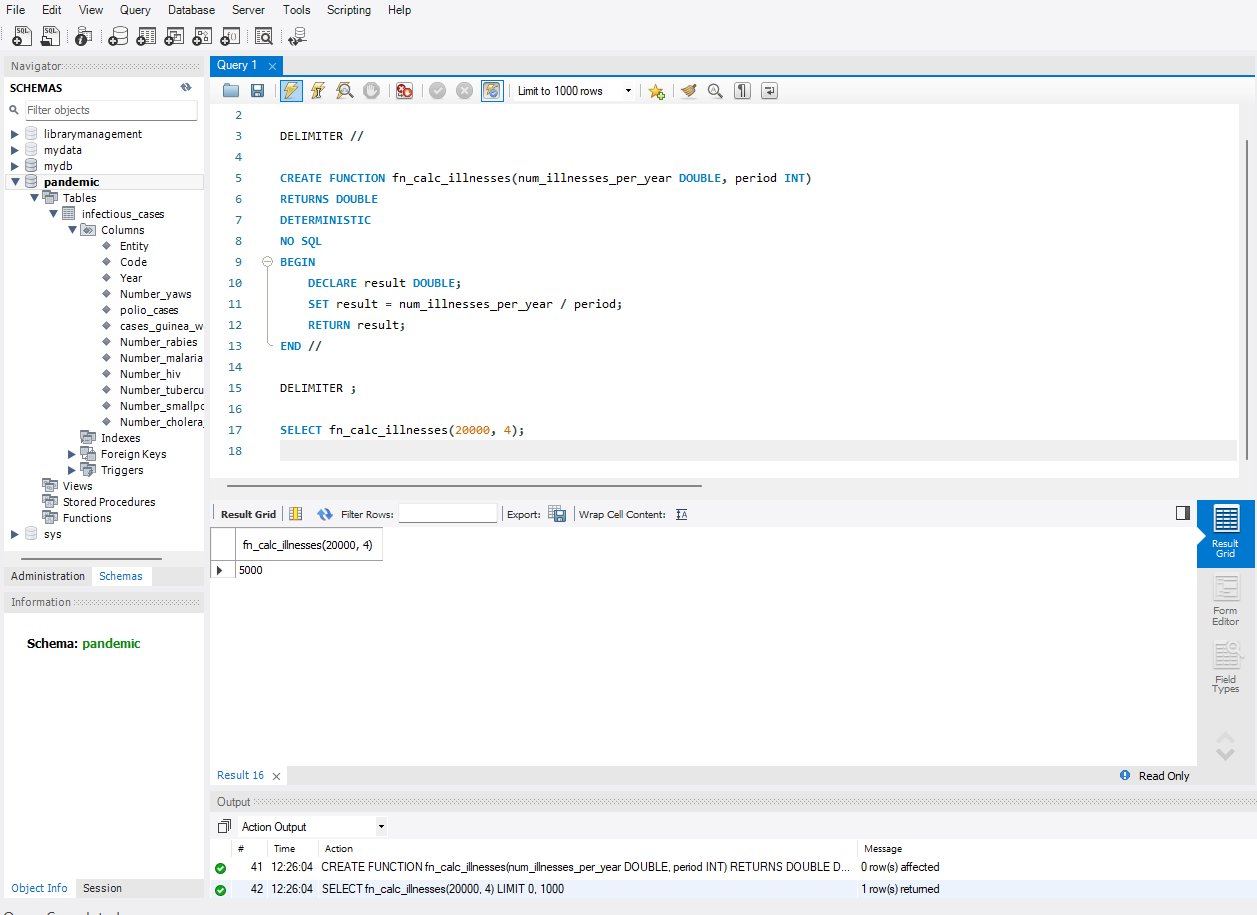 File Edit View Query Database Server Tools Scripting Help
Navigator
SCHEMAS
Filter objects
librarymanagement
mydata
mydb
pandemic
Tables
infectious_cases
Columns
Entity
Code
Year
Number_yaws
polio_cases
cases_guinea_w
Number_rabies
Number_malaria
Number_hiv
Number_tubercu
Number_smallpo
Number_cholera_
Indexes
Foreign Keys
Triggers
Views
Stored Procedures
Functions
sys
Administration Schemas
Information
Schema: pandemic
Object Info Session
Query 1
Limit to 1000 rows
2
3 DELIMITER //
4
5 CREATE FUNCTION fn_calc_illnesses(num_illnesses_per_year DOUBLE, period INT)
6 RETURNS DOUBLE
7 DETERMINISTIC
8 NO SQL
9 BEGIN
10 DECLARE result DOUBLE;
11 SET result = num_illnesses_per_year / period;
12 RETURN result;
13 END //
14
15 DELIMITER ;
16
17 SELECT fn_calc_illnesses(20000, 4);
18
Result Grid Filter Rows: Export: Wrap Cell Content:
fn_calc_illnesses(20000, 4)
5000
Result Grid
Form Editor
Field Types
Result 16 Read Only
Output
Action Output
# Time Action Message
41 12:26:04 CREATE FUNCTION fn_calc_illnesses(num_illnesses_per_year DOUBLE, period INT) RETURNS DOUBLE D... 0 row(s) affected
42 12:26:04 SELECT fn_calc_illnesses(20000, 4) LIMIT 0, 1000 1 row(s) returned